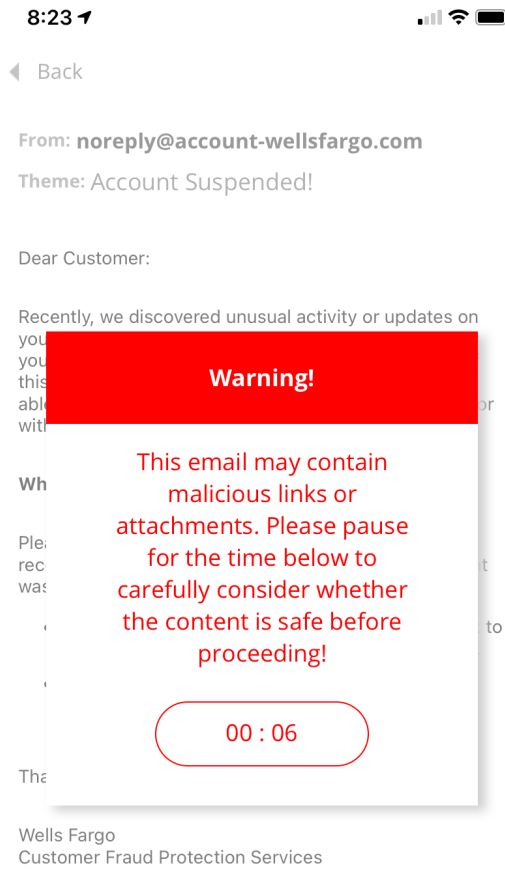 8:23
Back
From: noreply@account-wellsfargo.com
Theme: Account Suspended!
Dear Customer:
Recently, we discovered unusual activity or updates on
Warning!
This email may contain
malicious links or
attachments. Please pause
for the time below to
carefully consider whether
the content is safe before
proceeding!
00 : 06
to
Wells Fargo
Customer Fraud Protection Services